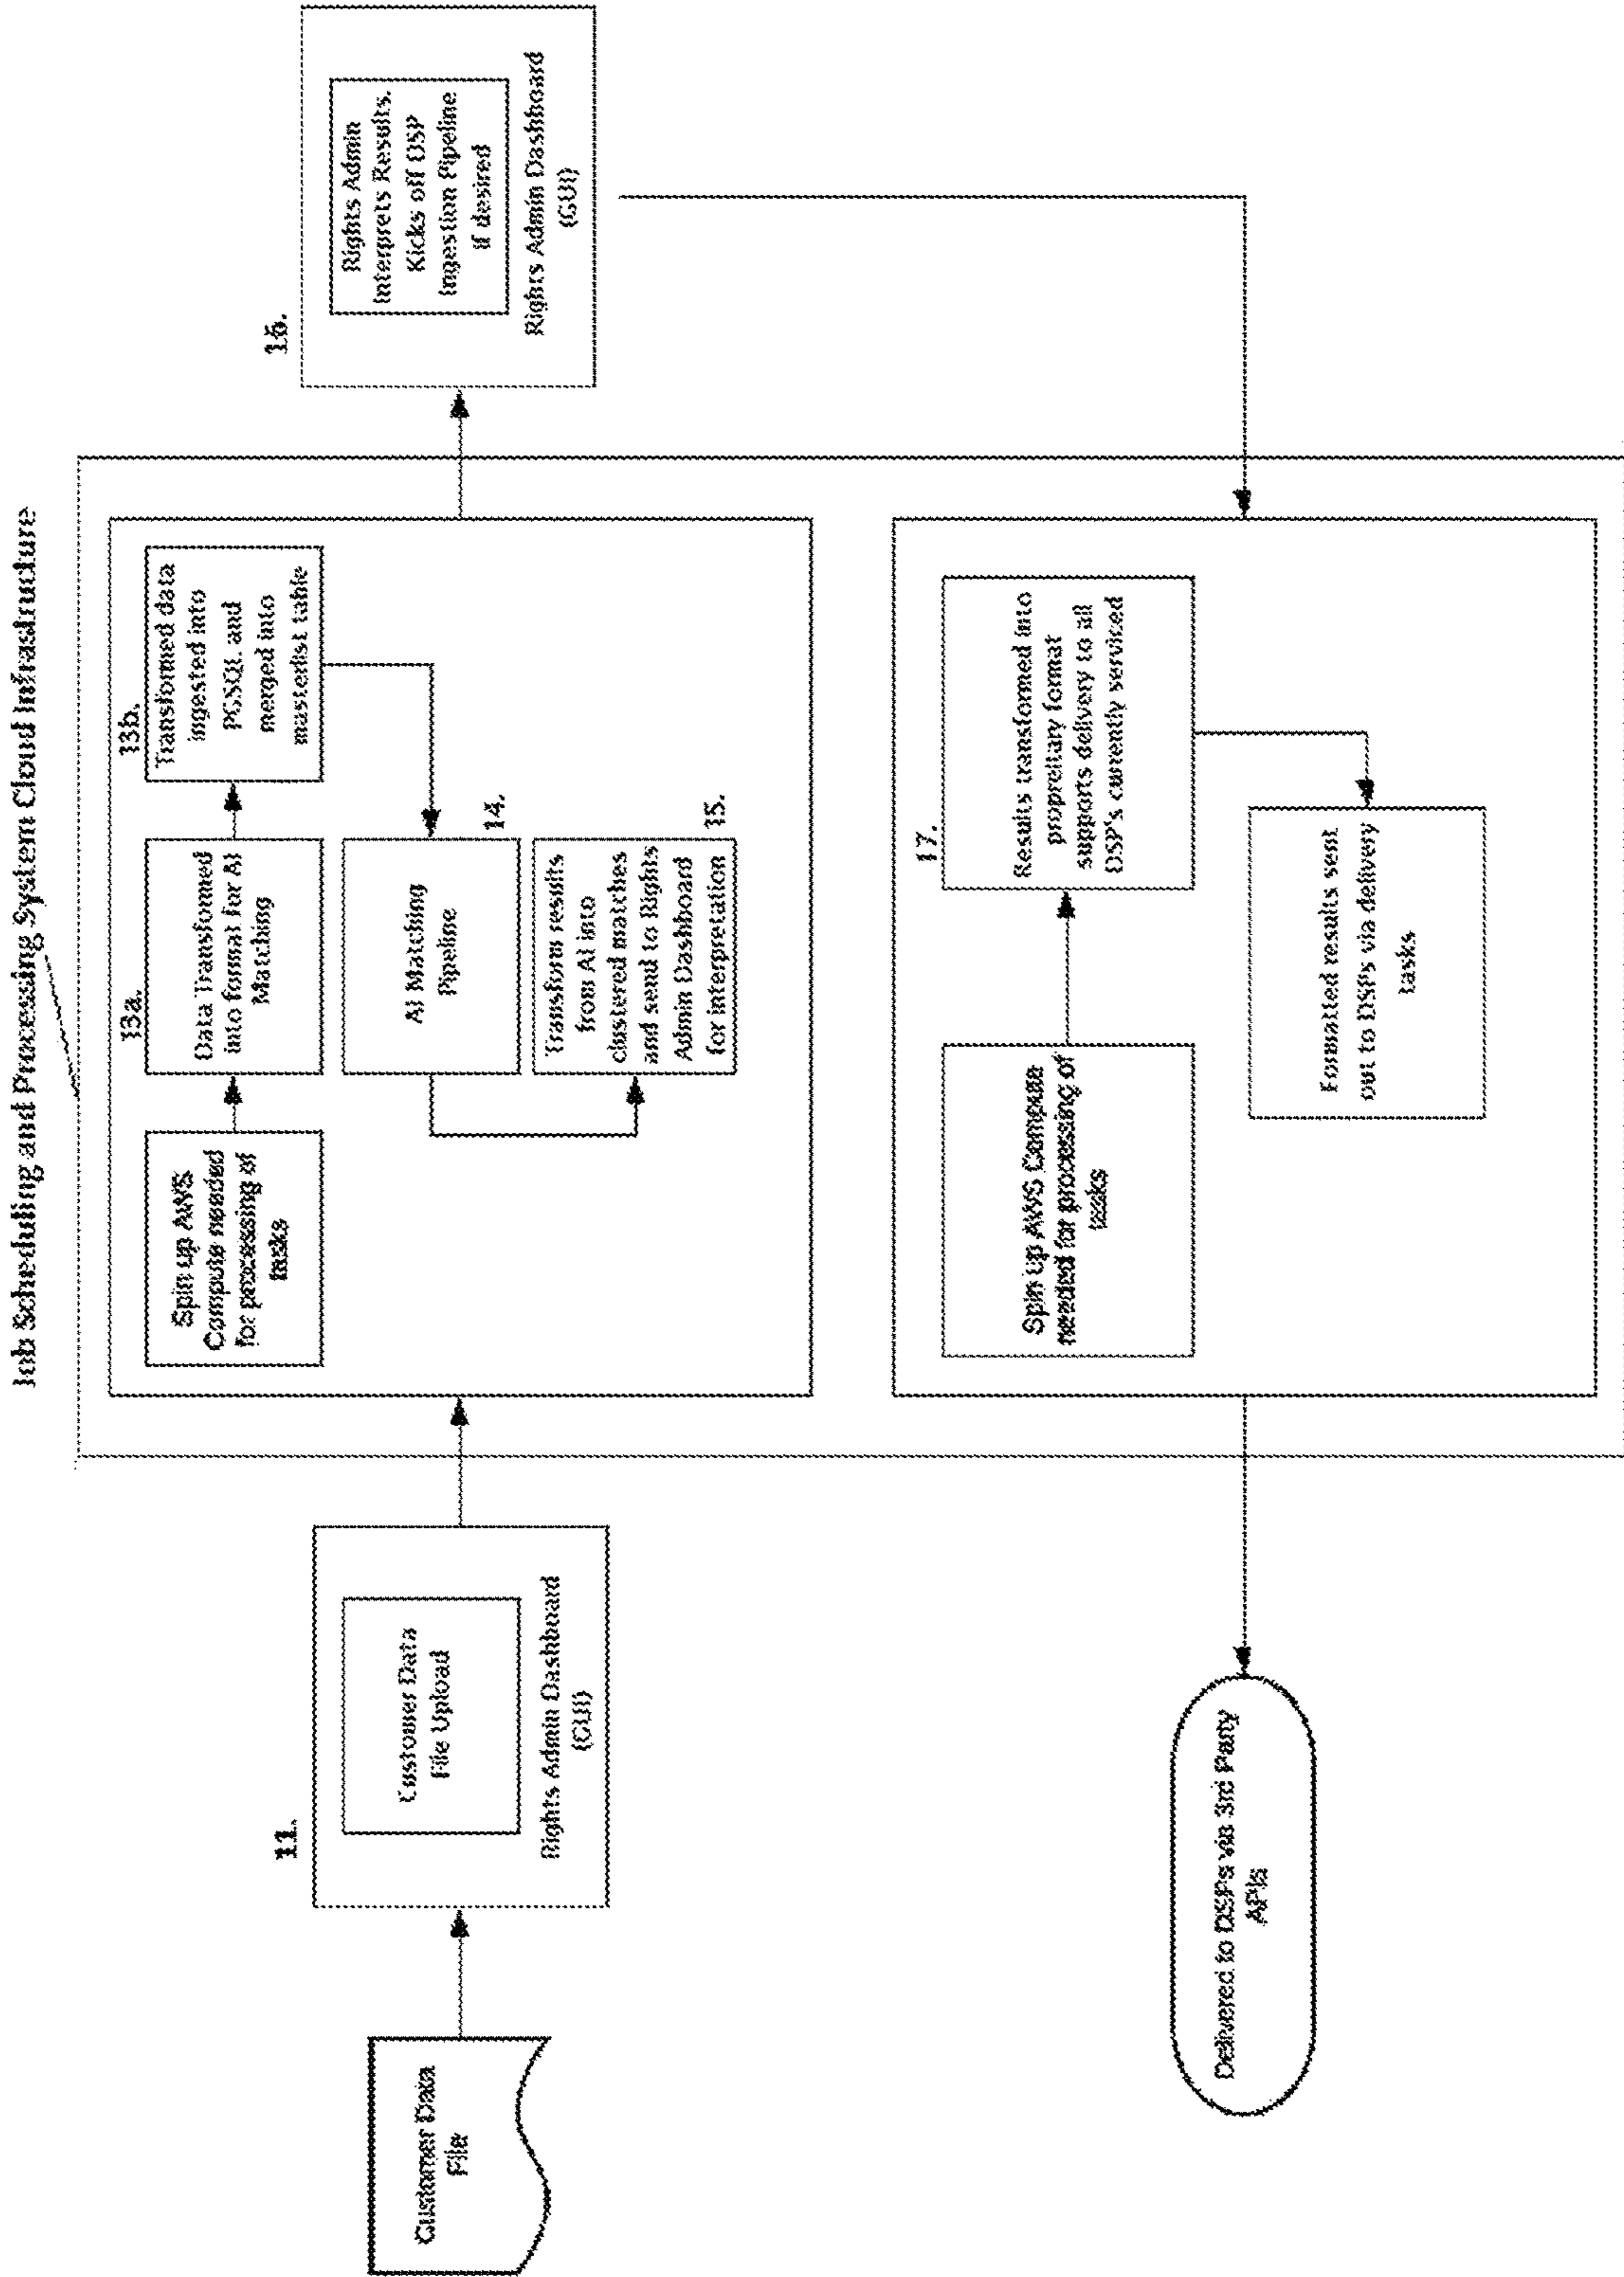 Job Scheduling and Processing System Cloud Infrastructure
Customer Data
File
11.
Customer Data
File Upload
Rights Admin Dashboard
(GUI)
Spin up AWS
Compute needed
for processing of
tasks
13a.
Data Transformed
into format for AI
Matching
13b.
Transformed data
ingested into
PGSQL and
merged into
masterlist table
AI Matching
Pipeline
14.
Transform results
from AI into
clustered matches
and send to Rights
Admin Dashboard
for interpretation
15.
16.
Rights Admin
Interprets Results.
Kicks off DSP
Ingestion Pipeline
if desired
Rights Admin Dashboard
(GUI)
Spin up AWS Compute
needed for processing of
tasks
17.
Results transformed into
propreitary format
supports delivery to all
DSP's currently serviced
Formatted results sent
out to DSPs via delivery
tasks
Delivered to DSPs via 3rd Party
APIs